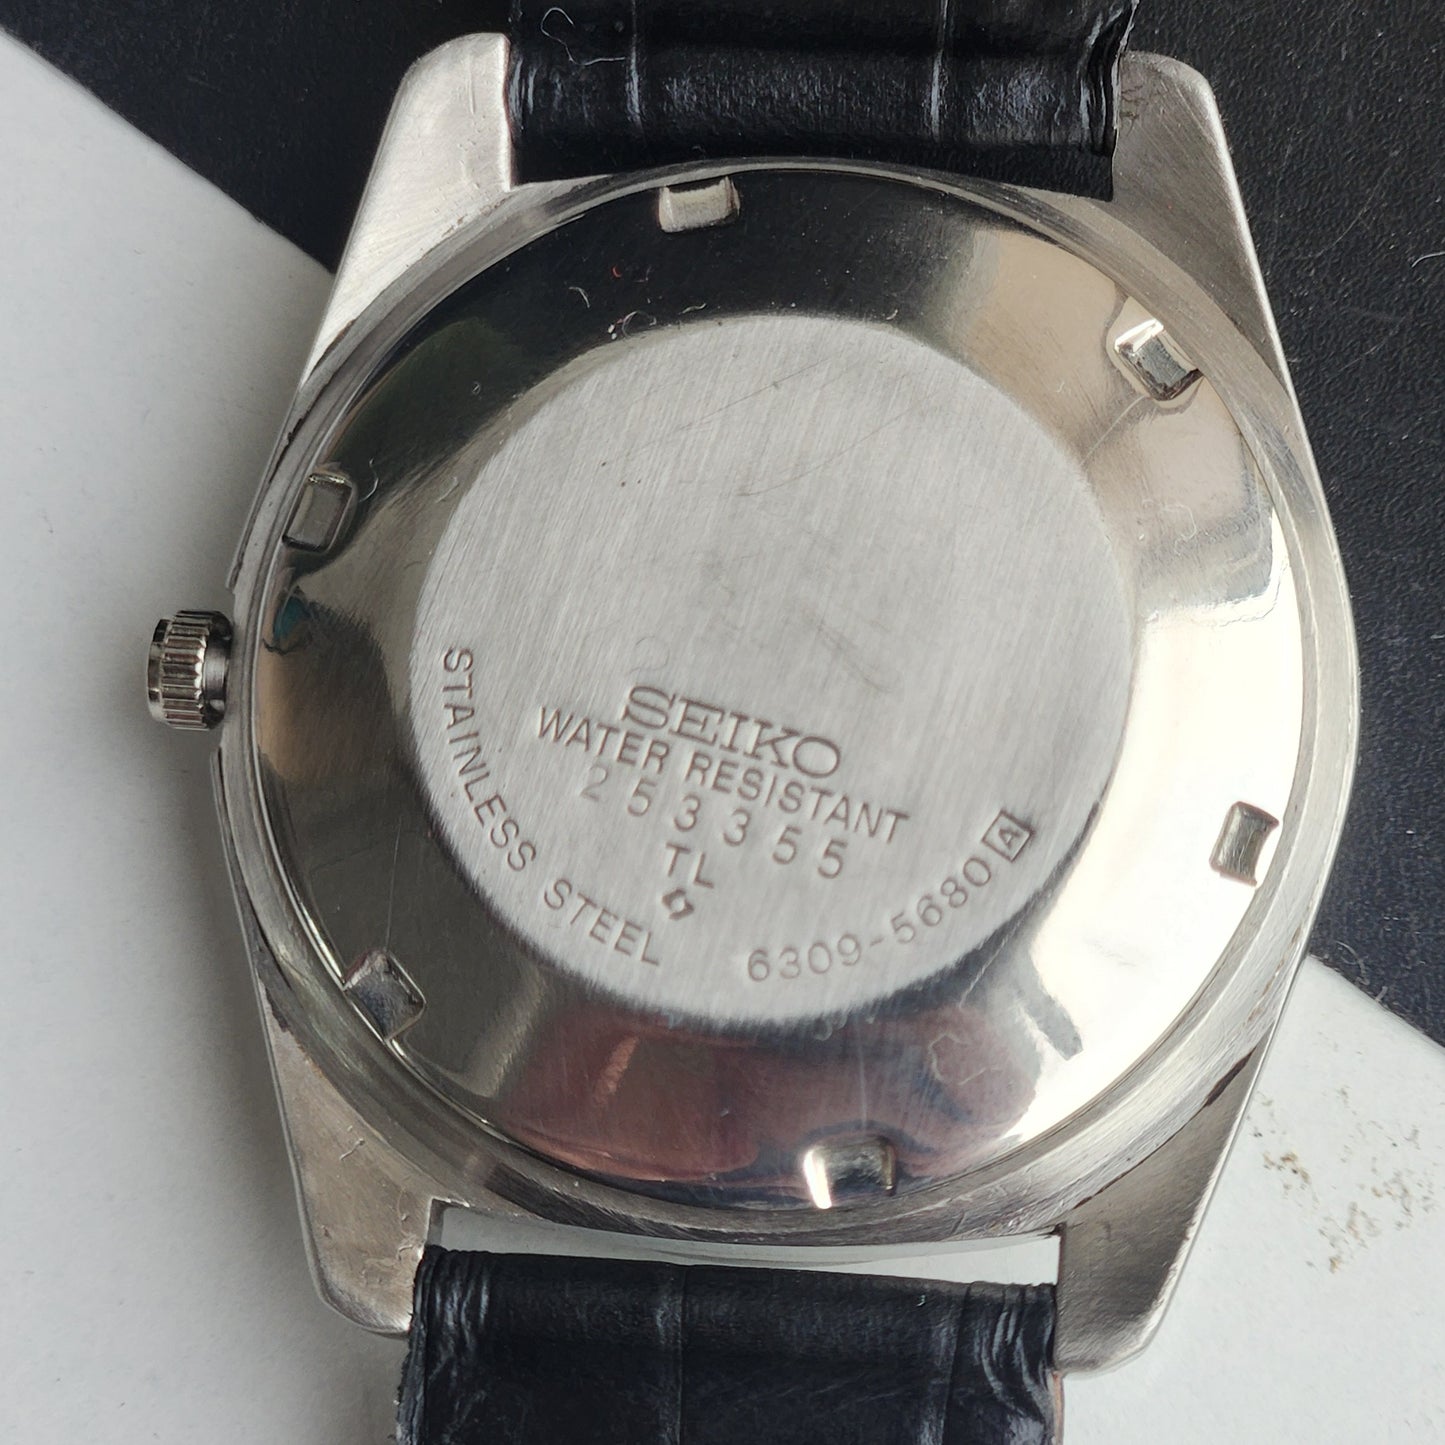 SEIKO
WATER RESISTANT
253355
TL
STAINLESS STEEL
6309-5680 A